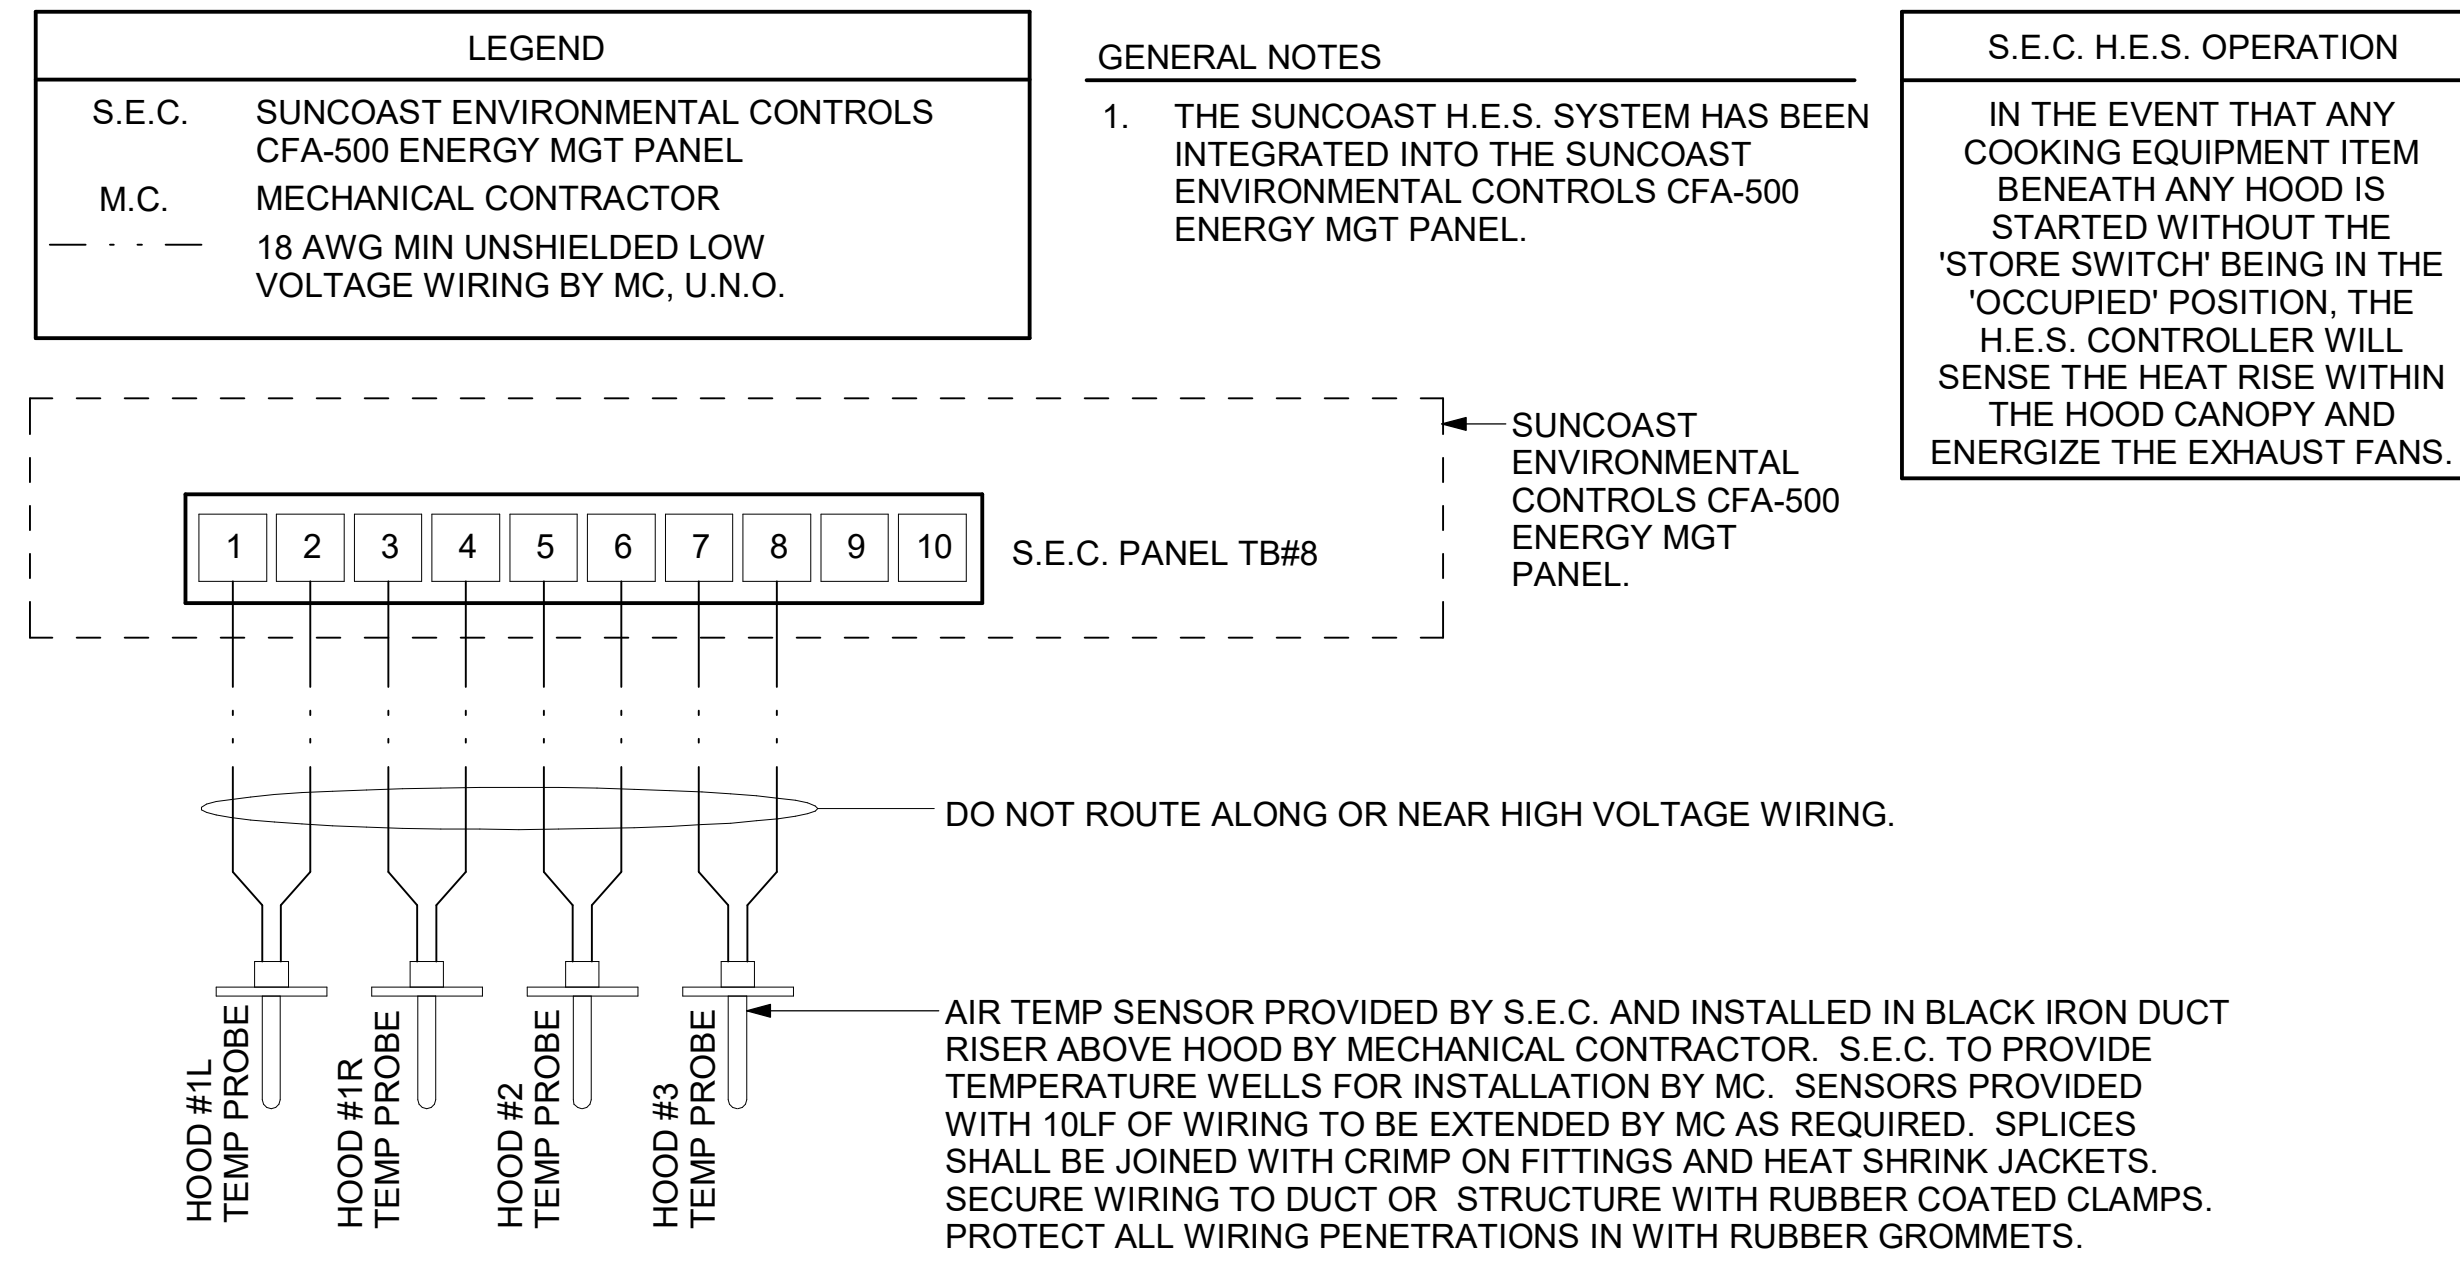 LEGEND
S.E.C. SUNCOAST ENVIRONMENTAL CONTROLS
CFA-500 ENERGY MGT PANEL
M.C. MECHANICAL CONTRACTOR
18 AWG MIN UNSHIELDED LOW
VOLTAGE WIRING BY MC, U.N.O.
GENERAL NOTES
1. THE SUNCOAST H.E.S. SYSTEM HAS BEEN
INTEGRATED INTO THE SUNCOAST
ENVIRONMENTAL CONTROLS CFA-500
ENERGY MGT PANEL.
S.E.C. H.E.S. OPERATION
IN THE EVENT THAT ANY
COOKING EQUIPMENT ITEM
BENEATH ANY HOOD IS
STARTED WITHOUT THE
'STORE SWITCH' BEING IN THE
'OCCUPIED' POSITION, THE
H.E.S. CONTROLLER WILL
SENSE THE HEAT RISE WITHIN
THE HOOD CANOPY AND
ENERGIZE THE EXHAUST FANS.
SUNCOAST
ENVIRONMENTAL
CONTROLS CFA-500
ENERGY MGT
PANEL.
1 2 3 4 5 6 7 8 9 10
S.E.C. PANEL TB#8
DO NOT ROUTE ALONG OR NEAR HIGH VOLTAGE WIRING.
HOOD #1L
TEMP PROBE
HOOD #1R
TEMP PROBE
HOOD #2
TEMP PROBE
HOOD #3
TEMP PROBE
AIR TEMP SENSOR PROVIDED BY S.E.C. AND INSTALLED IN BLACK IRON DUCT
RISER ABOVE HOOD BY MECHANICAL CONTRACTOR. S.E.C. TO PROVIDE
TEMPERATURE WELLS FOR INSTALLATION BY MC. SENSORS PROVIDED
WITH 10LF OF WIRING TO BE EXTENDED BY MC AS REQUIRED. SPLICES
SHALL BE JOINED WITH CRIMP ON FITTINGS AND HEAT SHRINK JACKETS.
SECURE WIRING TO DUCT OR STRUCTURE WITH RUBBER COATED CLAMPS.
PROTECT ALL WIRING PENETRATIONS IN WITH RUBBER GROMMETS.